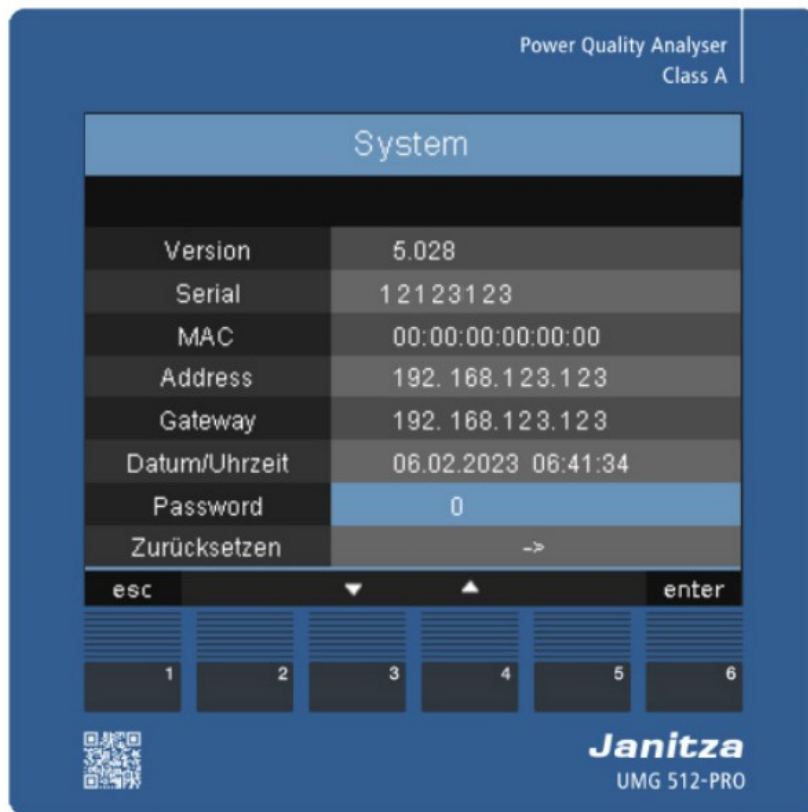 Power Quality Analyser
Class A
System
Version 5.028
Serial 12123123
MAC 00:00:00:00:00:00
Address 192.168.123.123
Gateway 192.168.123.123
Datum/Uhrzeit 06.02.2023 06:41:34
Password 0
Zurücksetzen ->
esc ▼ ▲ enter
1 2 3 4 5 6
Janitza
UMG 512-PRO